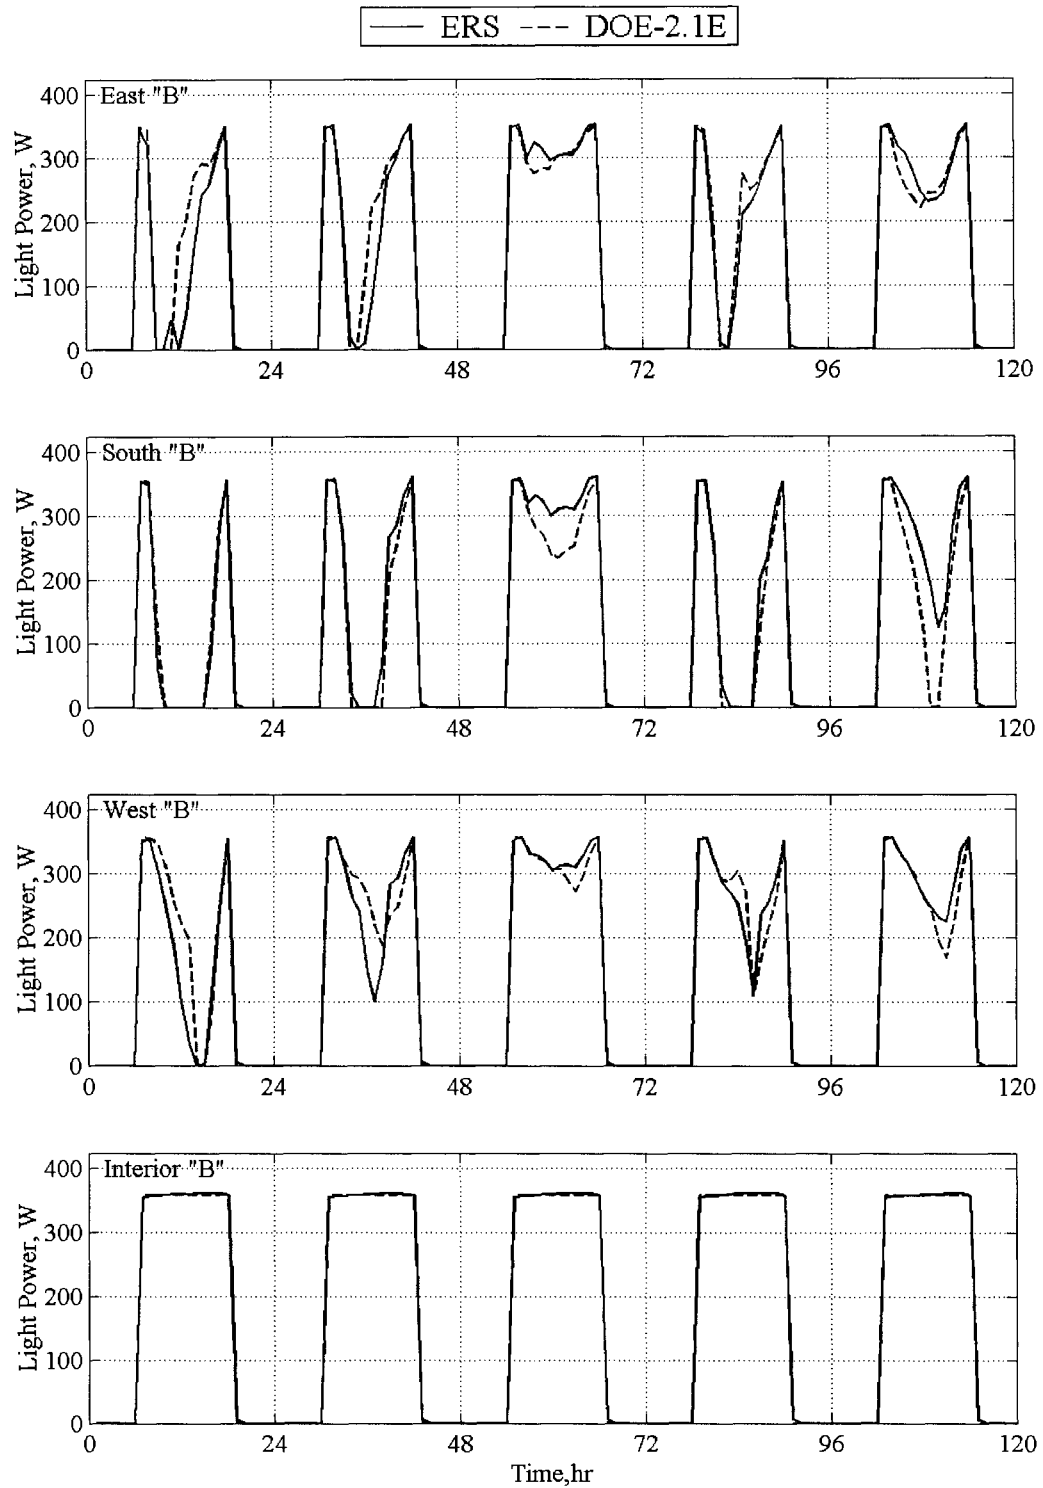 ERS DOE-2.1E
East "B"
Light Power, W
400
300
200
100
0
0 24 48 72 96 120
South "B"
Light Power, W
400
300
200
100
0
0 24 48 72 96 120
West "B"
Light Power, W
400
300
200
100
0
0 24 48 72 96 120
Interior "B"
Light Power, W
400
300
200
100
0
0 24 48 72 96 120
Time,hr